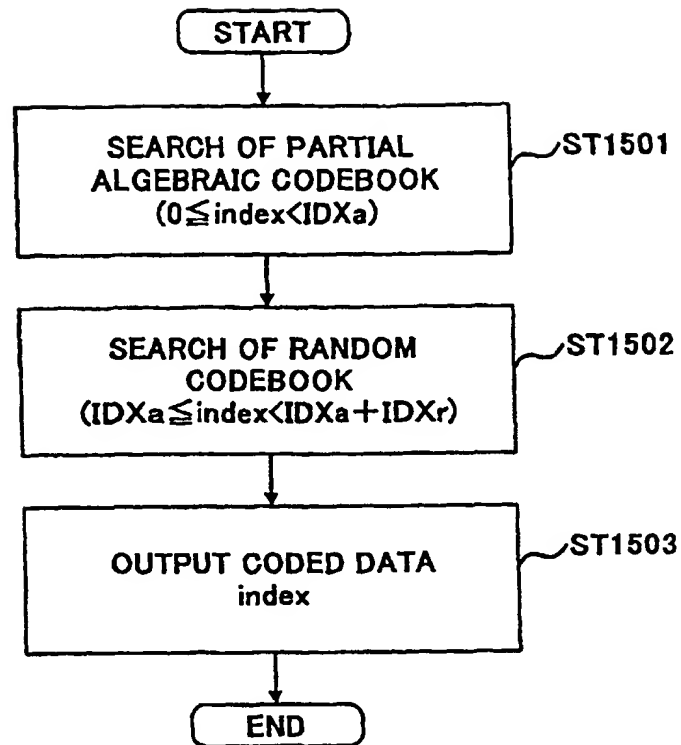 START
SEARCH OF PARTIAL
ALGEBRAIC CODEBOOK
(0≦index<IDXa)
ST1501
SEARCH OF RANDOM
CODEBOOK
(IDXa≦index<IDXa+IDXr)
ST1502
OUTPUT CODED DATA
index
ST1503
END